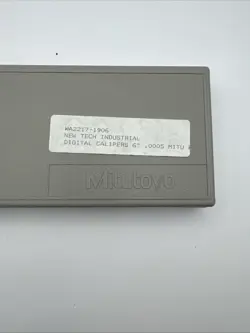 WA2217-1906
NEW TECH INDUSTRIAL
DIGITAL CALIPERS 6" .0005 MITU
Mitutoyo